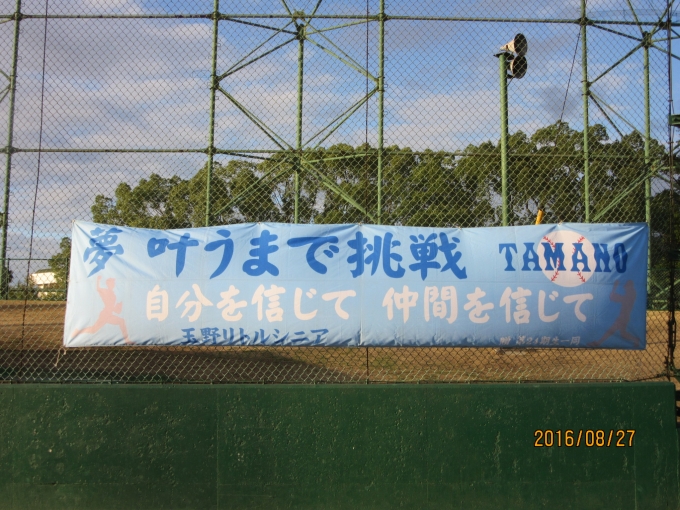 夢 叶うまで挑戦 TAMANO
自分を信じて 仲間を信じて
玉野リトルシニア
2016/08/27